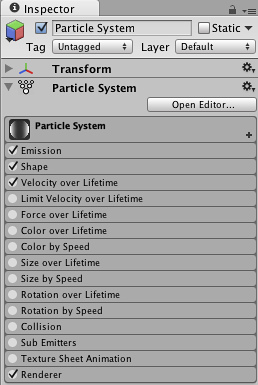 Inspector
Particle System Static
Tag Untagged Layer Default
Transform
Particle System
Open Editor...
Particle System
Emission
Shape
Velocity over Lifetime
Limit Velocity over Lifetime
Force over Lifetime
Color over Lifetime
Color by Speed
Size over Lifetime
Size by Speed
Rotation over Lifetime
Rotation by Speed
Collision
Sub Emitters
Texture Sheet Animation
Renderer